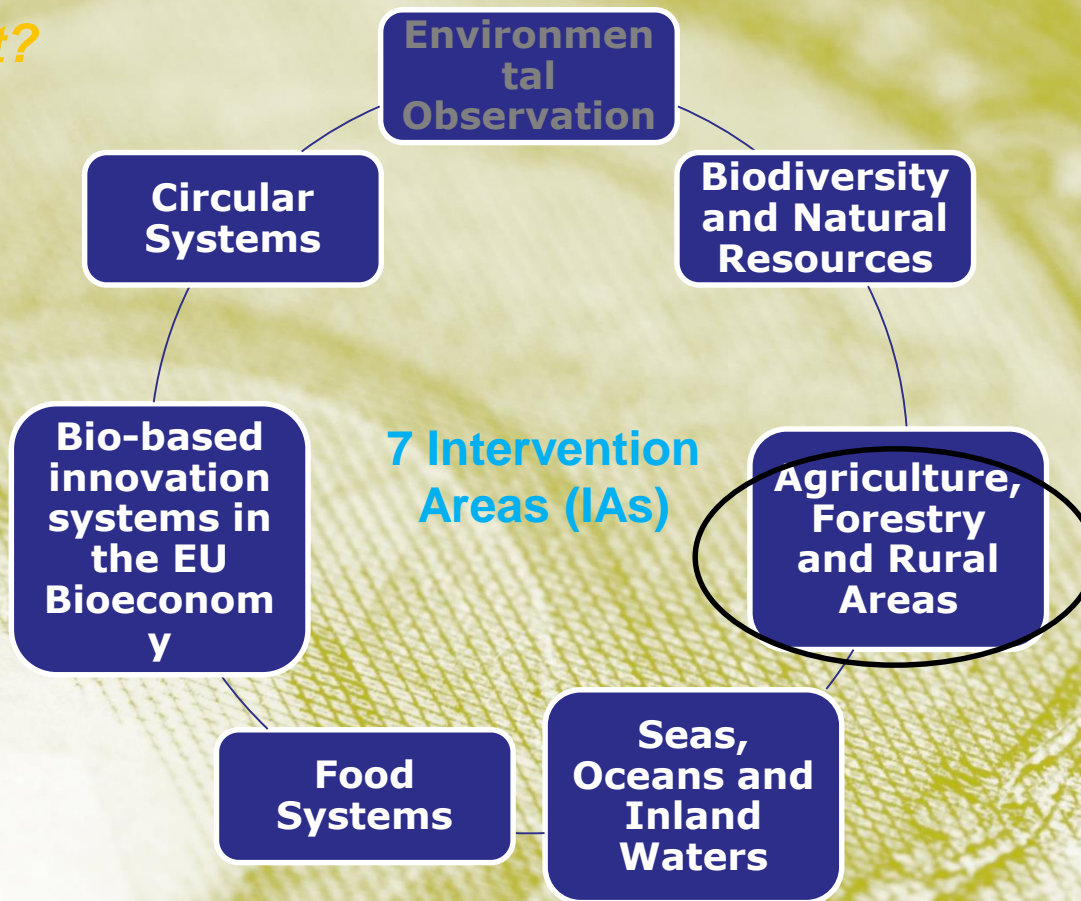 t?
Environmen
tal
Observation
Circular
Systems
Biodiversity
and Natural
Resources
Bio-based
innovation
systems in
the EU
Bioeconom
y
7 Intervention
Areas (IAs)
Agriculture,
Forestry
and Rural
Areas
Food
Systems
Seas,
Oceans and
Inland
Waters